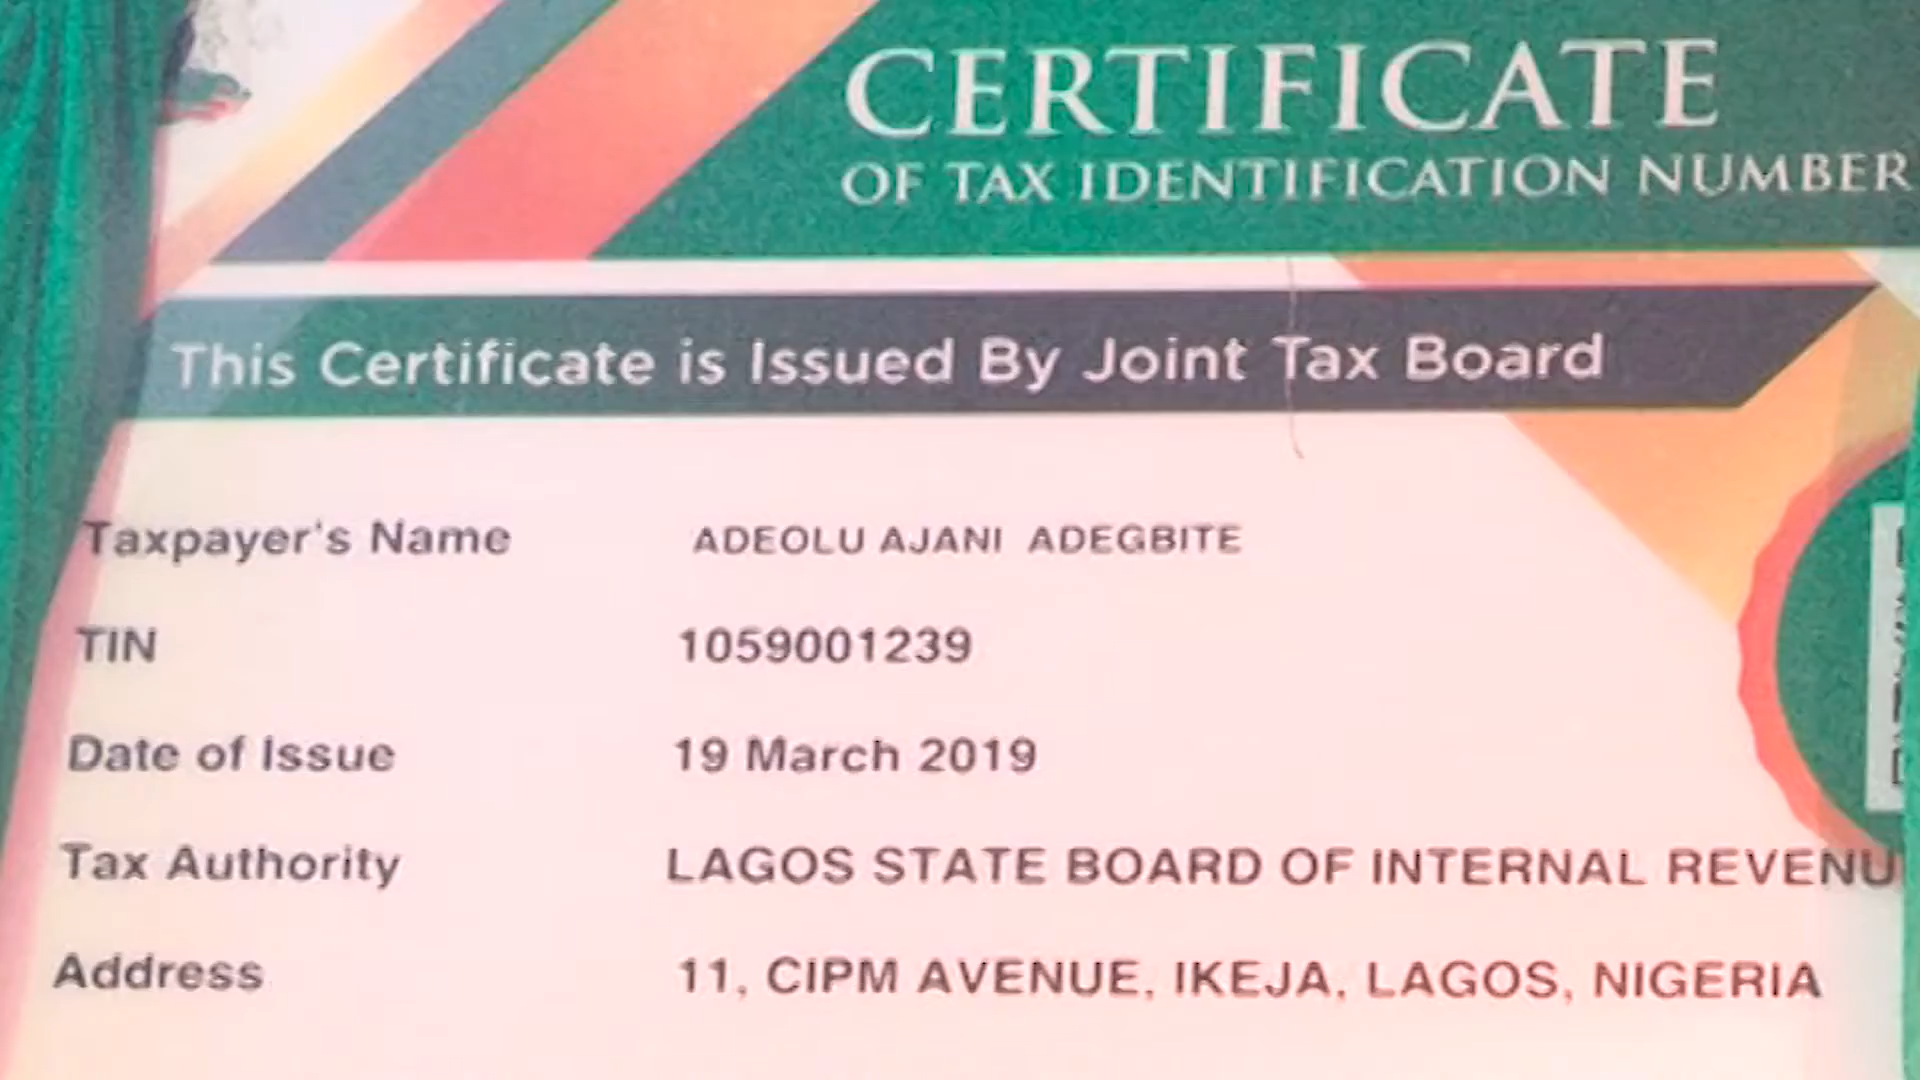 CERTIFICATE
OF TAX IDENTIFICATION NUMBER
This Certificate is Issued By Joint Tax Board
Taxpayer's Name ADEOLU AJANI ADEGBITE
TIN 1059001239
Date of Issue 19 March 2019
Tax Authority LAGOS STATE BOARD OF INTERNAL REVENU
Address 11, CIPM AVENUE, IKEJA, LAGOS, NIGERIA